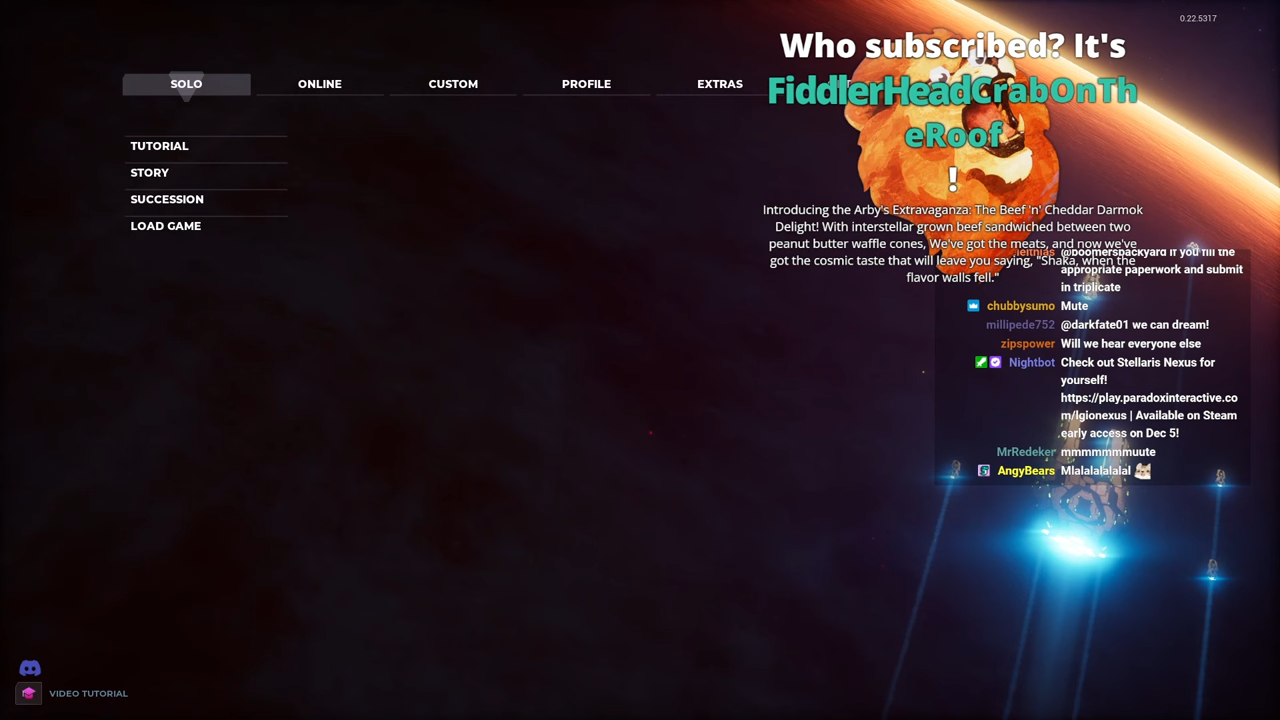 0.22.5317
SOLO
ONLINE
CUSTOM
PROFILE
EXTRAS
TUTORIAL
STORY
SUCCESSION
LOAD GAME
Who subscribed? It's
FiddlerHeadCrabOnTh
eRoof
!
Introducing the Arby's Extravaganza: The Beef 'n' Cheddar Darmok
Delight! With interstellar grown beef sandwiched between two
peanut butter waffle cones, We've got the meats, and now we've
got the cosmic taste that will leave you saying, "Shaka, when the
flavor walls fell."
@boomersbackyard if you fill the
appropriate paperwork and submit
in triplicate
chubbysumo Mute
millipede752 @darkfate01 we can dream!
zipspower Will we hear everyone else
Nightbot Check out Stellaris Nexus for
yourself!
https://play.paradoxinteractive.co
m/lgionexus | Available on Steam
early access on Dec 5!
MrRedeker mmmmmmmuute
AngyBears Mlalalalalalal
VIDEO TUTORIAL